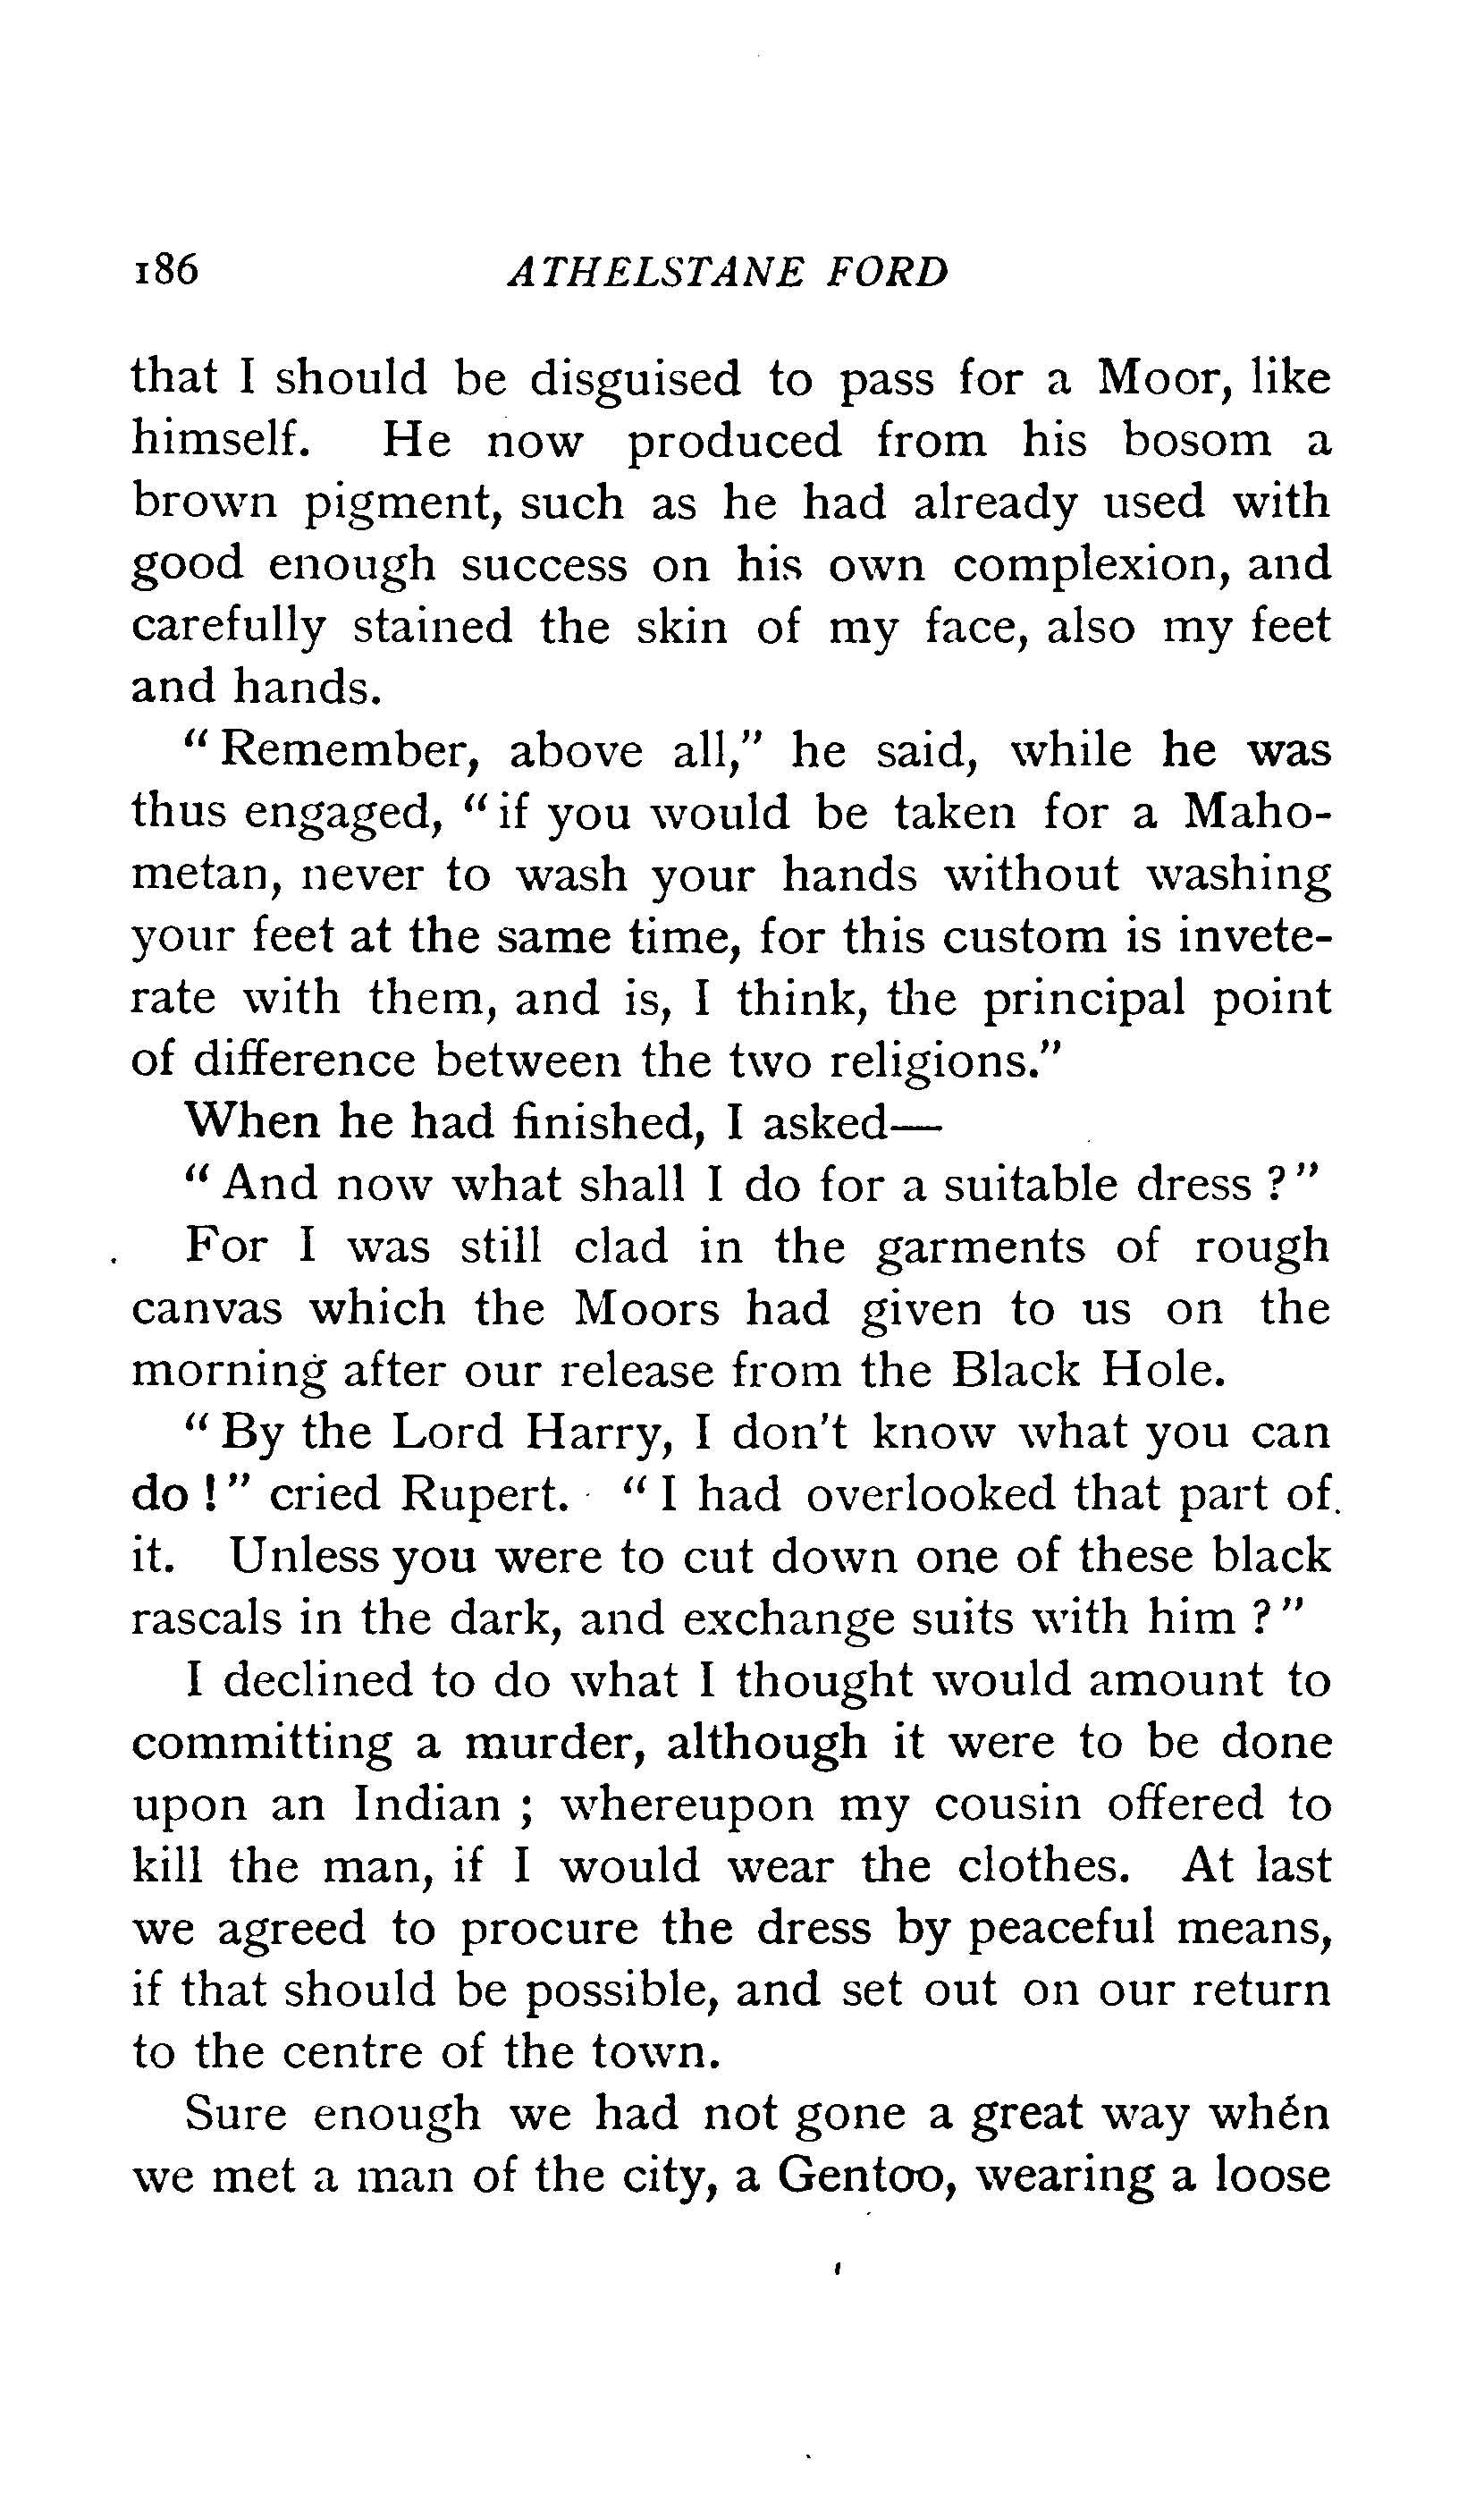 186 ATHELSTANE FORD
that I should be disguised to pass for a Moor, like
himself. He now produced from his bosom a
brown pigment, such as he had already used with
good enough success on his own complexion, and
carefully stained the skin of my face, also my feet
and hands.
“Remember, above all,” he said, while he was
thus engaged, “if you would be taken for a Maho-
metan, never to wash your hands without washing
your feet at the same time, for this custom is invete-
rate with them, and is, I think, the principal point
of difference between the two religions.”
When he had finished, I asked—
“And now what shall I do for a suitable dress ?”
For I was still clad in the garments of rough
canvas which the Moors had given to us on the
morning after our release from the Black Hole.
“By the Lord Harry, I don't know what you can
do !” cried Rupert. “I had overlooked that part of
it. Unless you were to cut down one of these black
rascals in the dark, and exchange suits with him ?”
I declined to do what I thought would amount to
committing a murder, although it were to be done
upon an Indian ; whereupon my cousin offered to
kill the man, if I would wear the clothes. At last
we agreed to procure the dress by peaceful means,
if that should be possible, and set out on our return
to the centre of the town.
Sure enough we had not gone a great way when
we met a man of the city, a Gentoo, wearing a loose